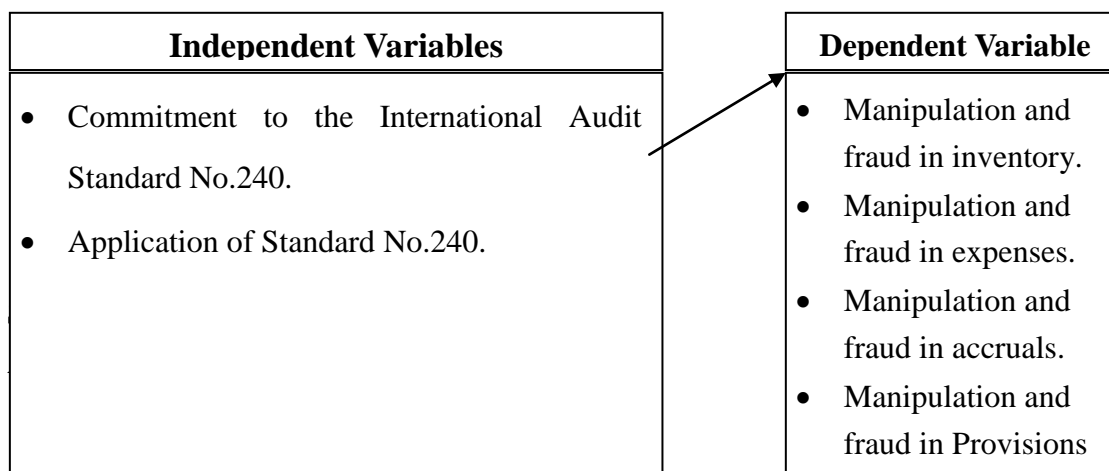 Independent Variables
• Commitment to the International Audit
Standard No.240.
• Application of Standard No.240.
Dependent Variable
• Manipulation and
fraud in inventory.
• Manipulation and
fraud in expenses.
• Manipulation and
fraud in accruals.
• Manipulation and
fraud in Provisions